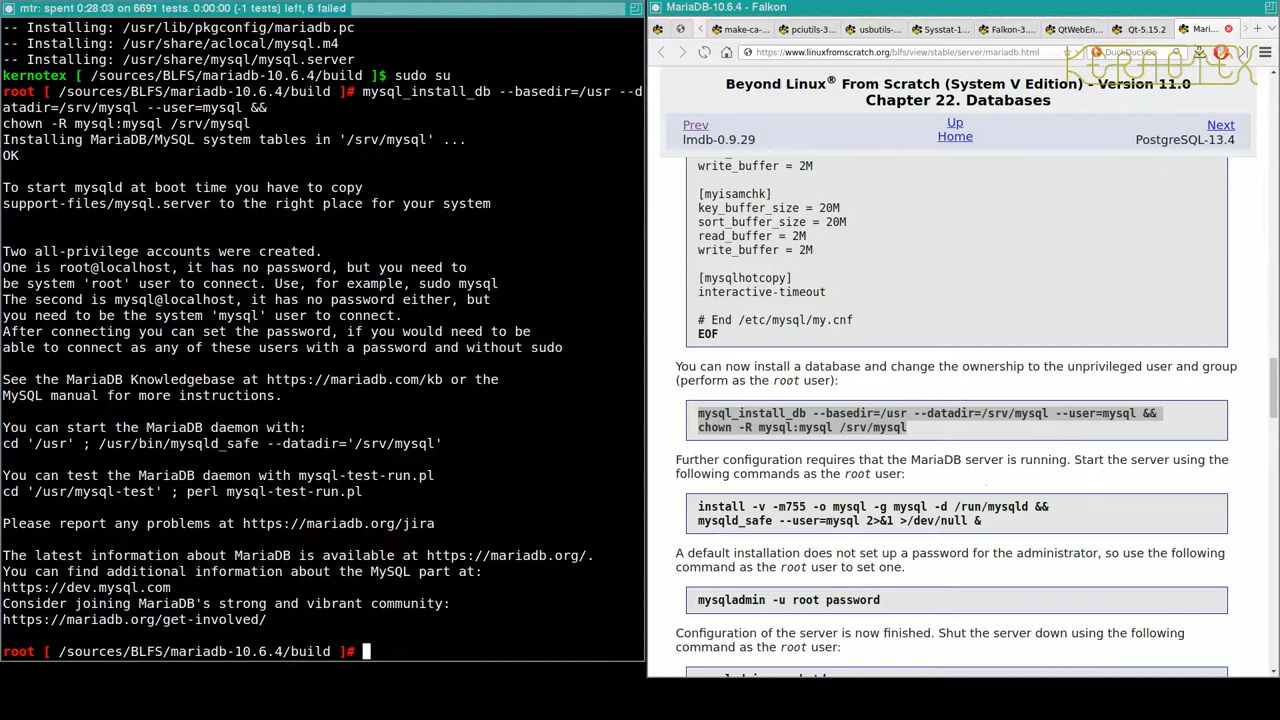 mtr: spent 0:28:03 on 6691 tests. 0:00:00 (-1 tests) left, 6 failed
-- Installing: /usr/lib/pkgconfig/mariadb.pc
-- Installing: /usr/share/aclocal/mysql.m4
-- Installing: /usr/share/mysql/mysql.server
kernotex [ /sources/BLFS/mariadb-10.6.4/build ]$ sudo su
root [ /sources/BLFS/mariadb-10.6.4/build ]# mysql_install_db --basedir=/usr --d
atadir=/srv/mysql --user=mysql &&
chown -R mysql:mysql /srv/mysql
Installing MariaDB/MySQL system tables in '/srv/mysql' ...
OK
To start mysqld at boot time you have to copy
support-files/mysql.server to the right place for your system
Two all-privilege accounts were created.
One is root@localhost, it has no password, but you need to
be system 'root' user to connect. Use, for example, sudo mysql
The second is mysql@localhost, it has no password either, but
you need to be the system 'mysql' user to connect.
After connecting you can set the password, if you would need to be
able to connect as any of these users with a password and without sudo
See the MariaDB Knowledgebase at https://mariadb.com/kb or the
MySQL manual for more instructions.
You can start the MariaDB daemon with:
cd '/usr' ; /usr/bin/mysqld_safe --datadir='/srv/mysql'
You can test the MariaDB daemon with mysql-test-run.pl
cd '/usr/mysql-test' ; perl mysql-test-run.pl
Please report any problems at https://mariadb.org/jira
The latest information about MariaDB is available at https://mariadb.org/.
You can find additional information about the MySQL part at:
https://dev.mysql.com
Consider joining MariaDB's strong and vibrant community:
https://mariadb.org/get-involved/
root [ /sources/BLFS/mariadb-10.6.4/build ]#
MariaDB-10.6.4 - Falkon
make-ca-... pciutils-3... usbutils-... Sysstat-1... Falkon-3... QtWebEn... Qt-5.15.2 Mari...
https://www.linuxfromscratch.org/blfs/view/stable/server/mariadb.html
DuckDuckGo
KERNOTEX
Beyond Linux® From Scratch (System V Edition) - Version 11.0
Chapter 22. Databases
Prev Up Next
lmdb-0.9.29 Home PostgreSQL-13.4
write_buffer = 2M
[myisamchk]
key_buffer_size = 20M
sort_buffer_size = 20M
read_buffer = 2M
write_buffer = 2M
[mysqlhotcopy]
interactive-timeout
# End /etc/mysql/my.cnf
EOF
You can now install a database and change the ownership to the unprivileged user and group
(perform as the root user):
mysql_install_db --basedir=/usr --datadir=/srv/mysql --user=mysql &&
chown -R mysql:mysql /srv/mysql
Further configuration requires that the MariaDB server is running. Start the server using the
following commands as the root user:
install -v -m755 -o mysql -g mysql -d /run/mysqld &&
mysqld_safe --user=mysql 2>&1 >/dev/null &
A default installation does not set up a password for the administrator, so use the following
command as the root user to set one.
mysqladmin -u root password
Configuration of the server is now finished. Shut the server down using the following
command as the root user: